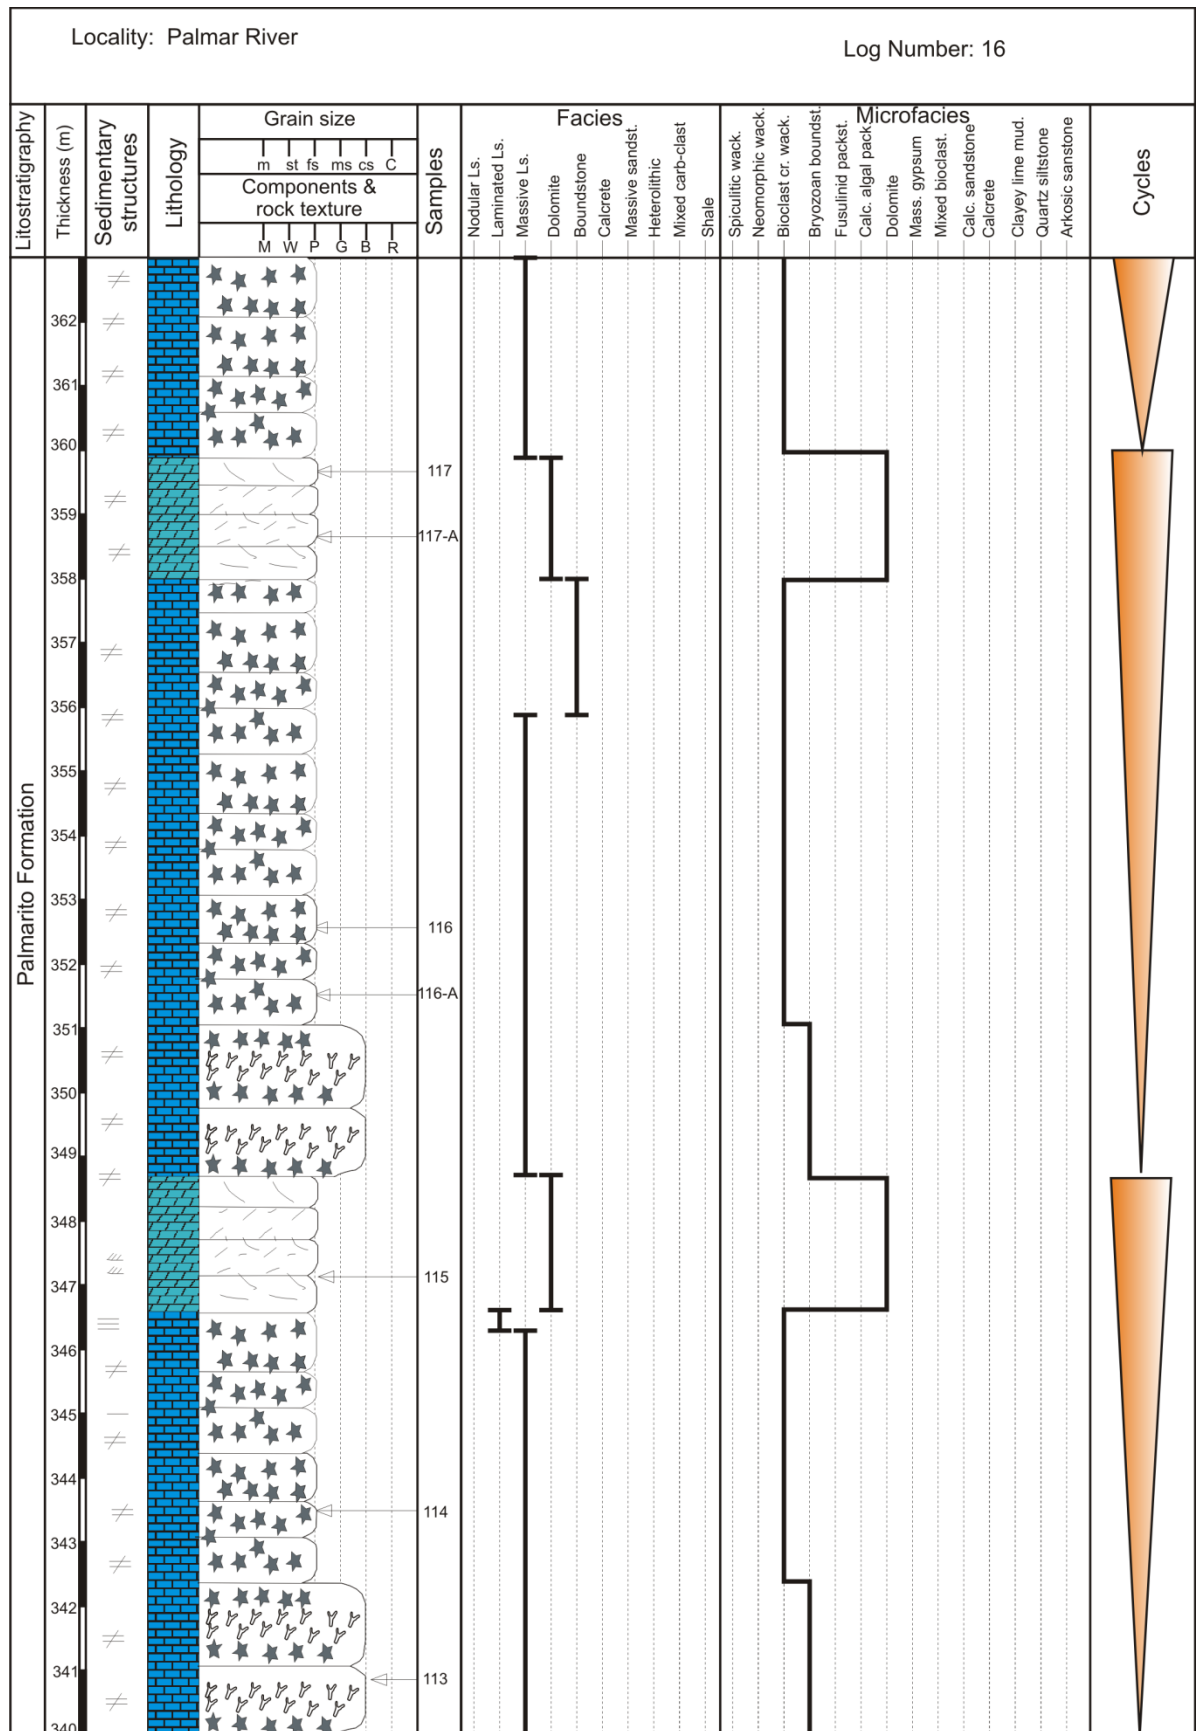 Locality: Palmar River
Log Number: 16
Litostratigraphy
Thickness (m)
Sedimentary
structures
Lithology
Grain size
m st fs ms cs C
Components &
rock texture
M W P G B R
Samples
Facies
Nodular Ls.
Laminated Ls.
Massive Ls.
Dolomite
Boundstone
Calcrete
Massive sandst.
Heterolithic
Mixed carb-clast
Shale
Microfacies
Spiculitic wack.
Neomorphic wack.
Bioclast cr. wack.
Bryozoan boundst.
Fusulinid packst.
Calc. algal pack.
Dolomite
Mass. gypsum
Mixed bioclast.
Calc. sandstone
Calcrete
Clayey lime mud.
Quartz siltstone
Arkosic sanstone
Cycles
Palmarito Formation
362
361
360
117
359
117-A
358
357
356
355
354
353
116
352
116-A
351
350
349
348
347
115
346
345
344
114
343
342
341
113
340